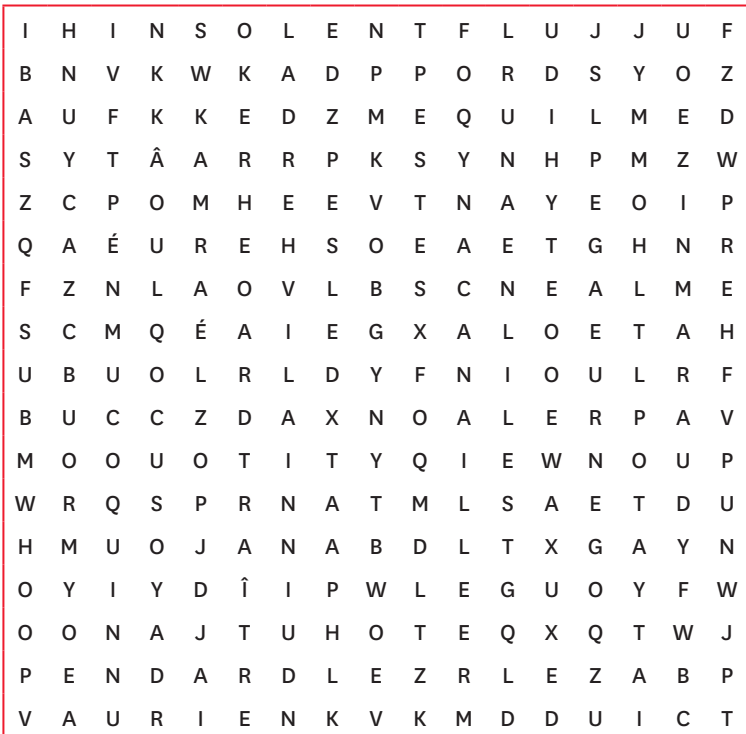 I H I N S O L E N T F L U J J U F
B N V K W K A D P P O R D S Y O Z
A U F K K E D Z M E Q U I L M E D
S Y T Â A R R P K S Y N H P M Z W
Z C P O M H E E V T N A Y E O I P
Q A É U R E H S O E A E T G H N R
F Z N L A O V L B S C N E A L M E
S C M Q É A I E G X A L O E T A H
U B U O L R L D Y F N I O U L R F
B U C C Z D A X N O A L E R P A V
M O O U O T I T Y Q I E W N O U P
W R Q S P R N A T M L S A E T D U
H M U O J A N A B D L T X G A Y N
O Y I Y D Î I P W L E G U O Y F W
O O N A J T U H O T E Q X Q T W J
P E N D A R D L E Z R L E Z A B P
V A U R I E N K V K M D D U I C T